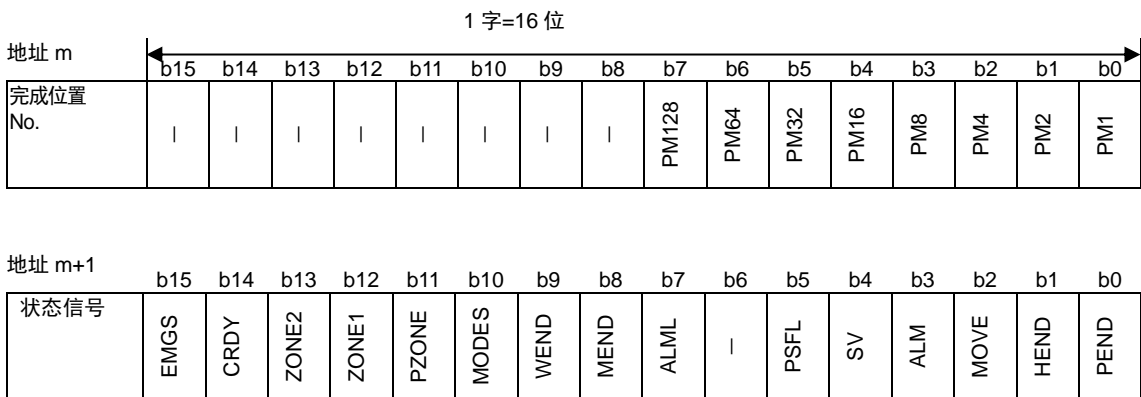 1 字=16 位
地址 m
b15 b14 b13 b12 b11 b10 b9 b8 b7 b6 b5 b4 b3 b2 b1 b0
完成位置
No.
— — — — — — — — PM128 PM64 PM32 PM16 PM8 PM4 PM2 PM1
地址 m+1
b15 b14 b13 b12 b11 b10 b9 b8 b7 b6 b5 b4 b3 b2 b1 b0
状态信号
EMGS CRDY ZONE2 ZONE1 PZONE MODES WEND MEND ALML — PSFL SV ALM MOVE HEND PEND